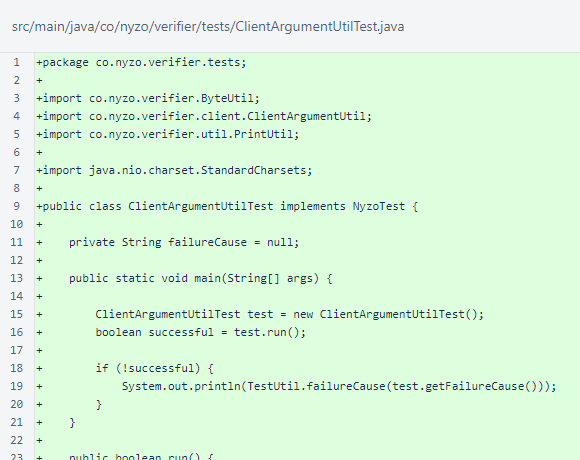 src/main/java/co/nyzo/verifier/tests/ClientArgumentUtilTest.java
1 +package co.nyzo.verifier.tests;
2 +
3 +import co.nyzo.verifier.ByteUtil;
4 +import co.nyzo.verifier.client.ClientArgumentUtil;
5 +import co.nyzo.verifier.util.PrintUtil;
6 +
7 +import java.nio.charset.StandardCharsets;
8 +
9 +public class ClientArgumentUtilTest implements NyzoTest {
10 +
11 +    private String failureCause = null;
12 +
13 +    public static void main(String[] args) {
14 +
15 +        ClientArgumentUtilTest test = new ClientArgumentUtilTest();
16 +        boolean successful = test.run();
17 +
18 +        if (!successful) {
19 +            System.out.println(TestUtil.failureCause(test.getFailureCause()));
20 +        }
21 +    }
22 +
23 +    public boolean run() {